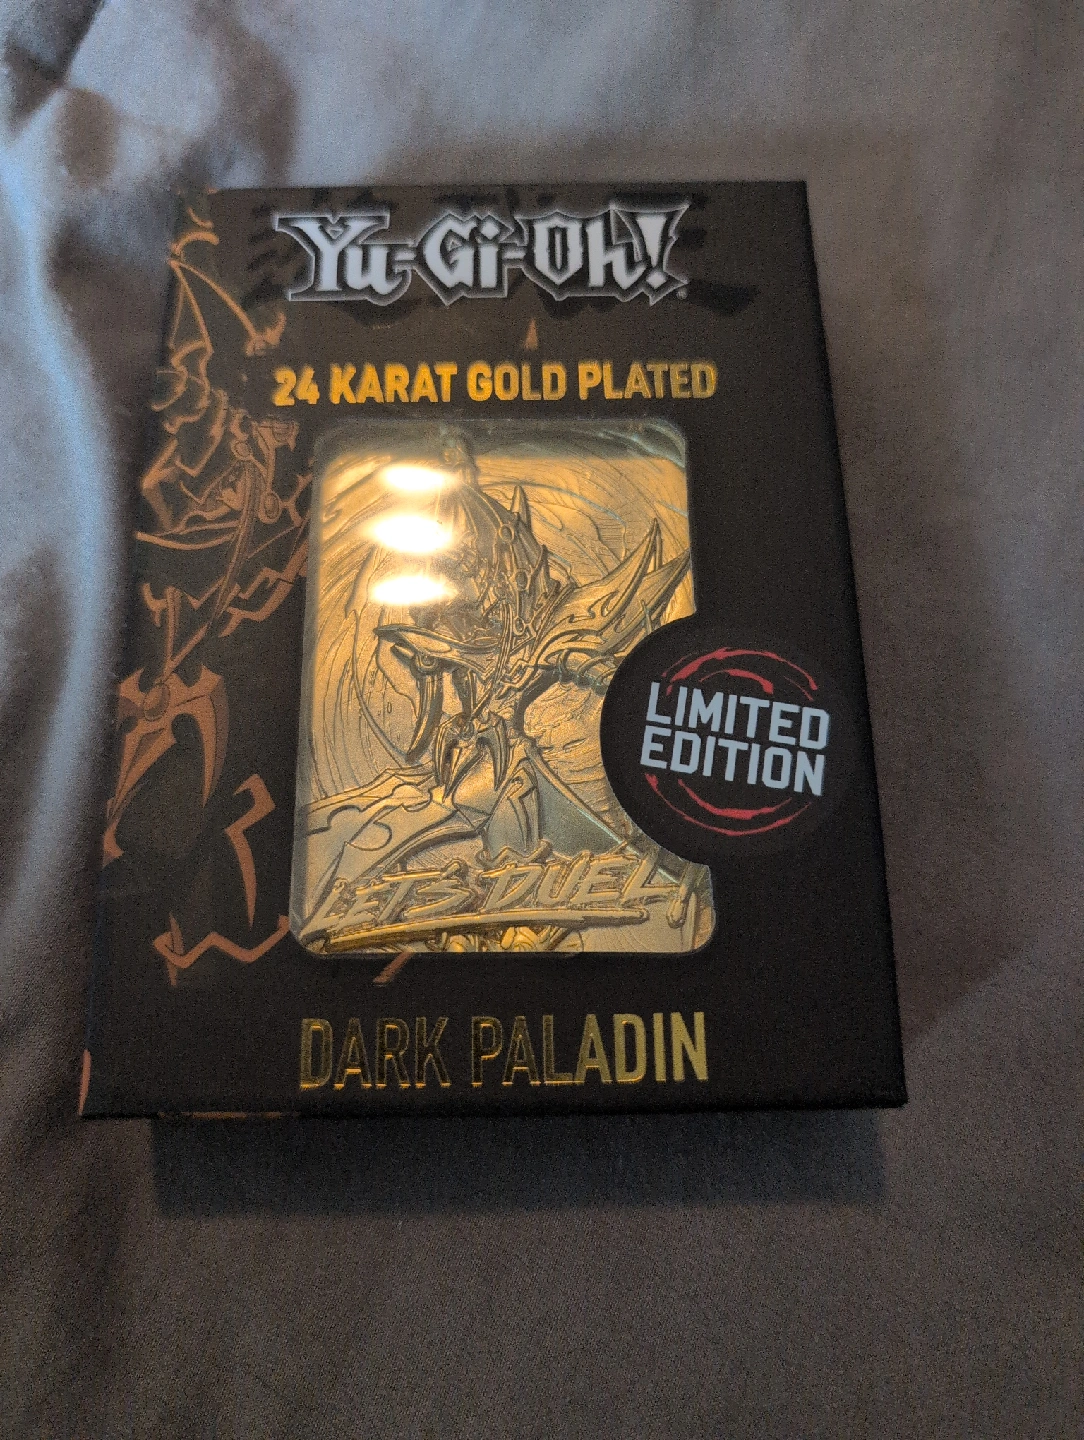 Yu-Gi-Oh!
24 KARAT GOLD PLATED
LIMITED
EDITION
LET'S DUEL!
DARK PALADIN